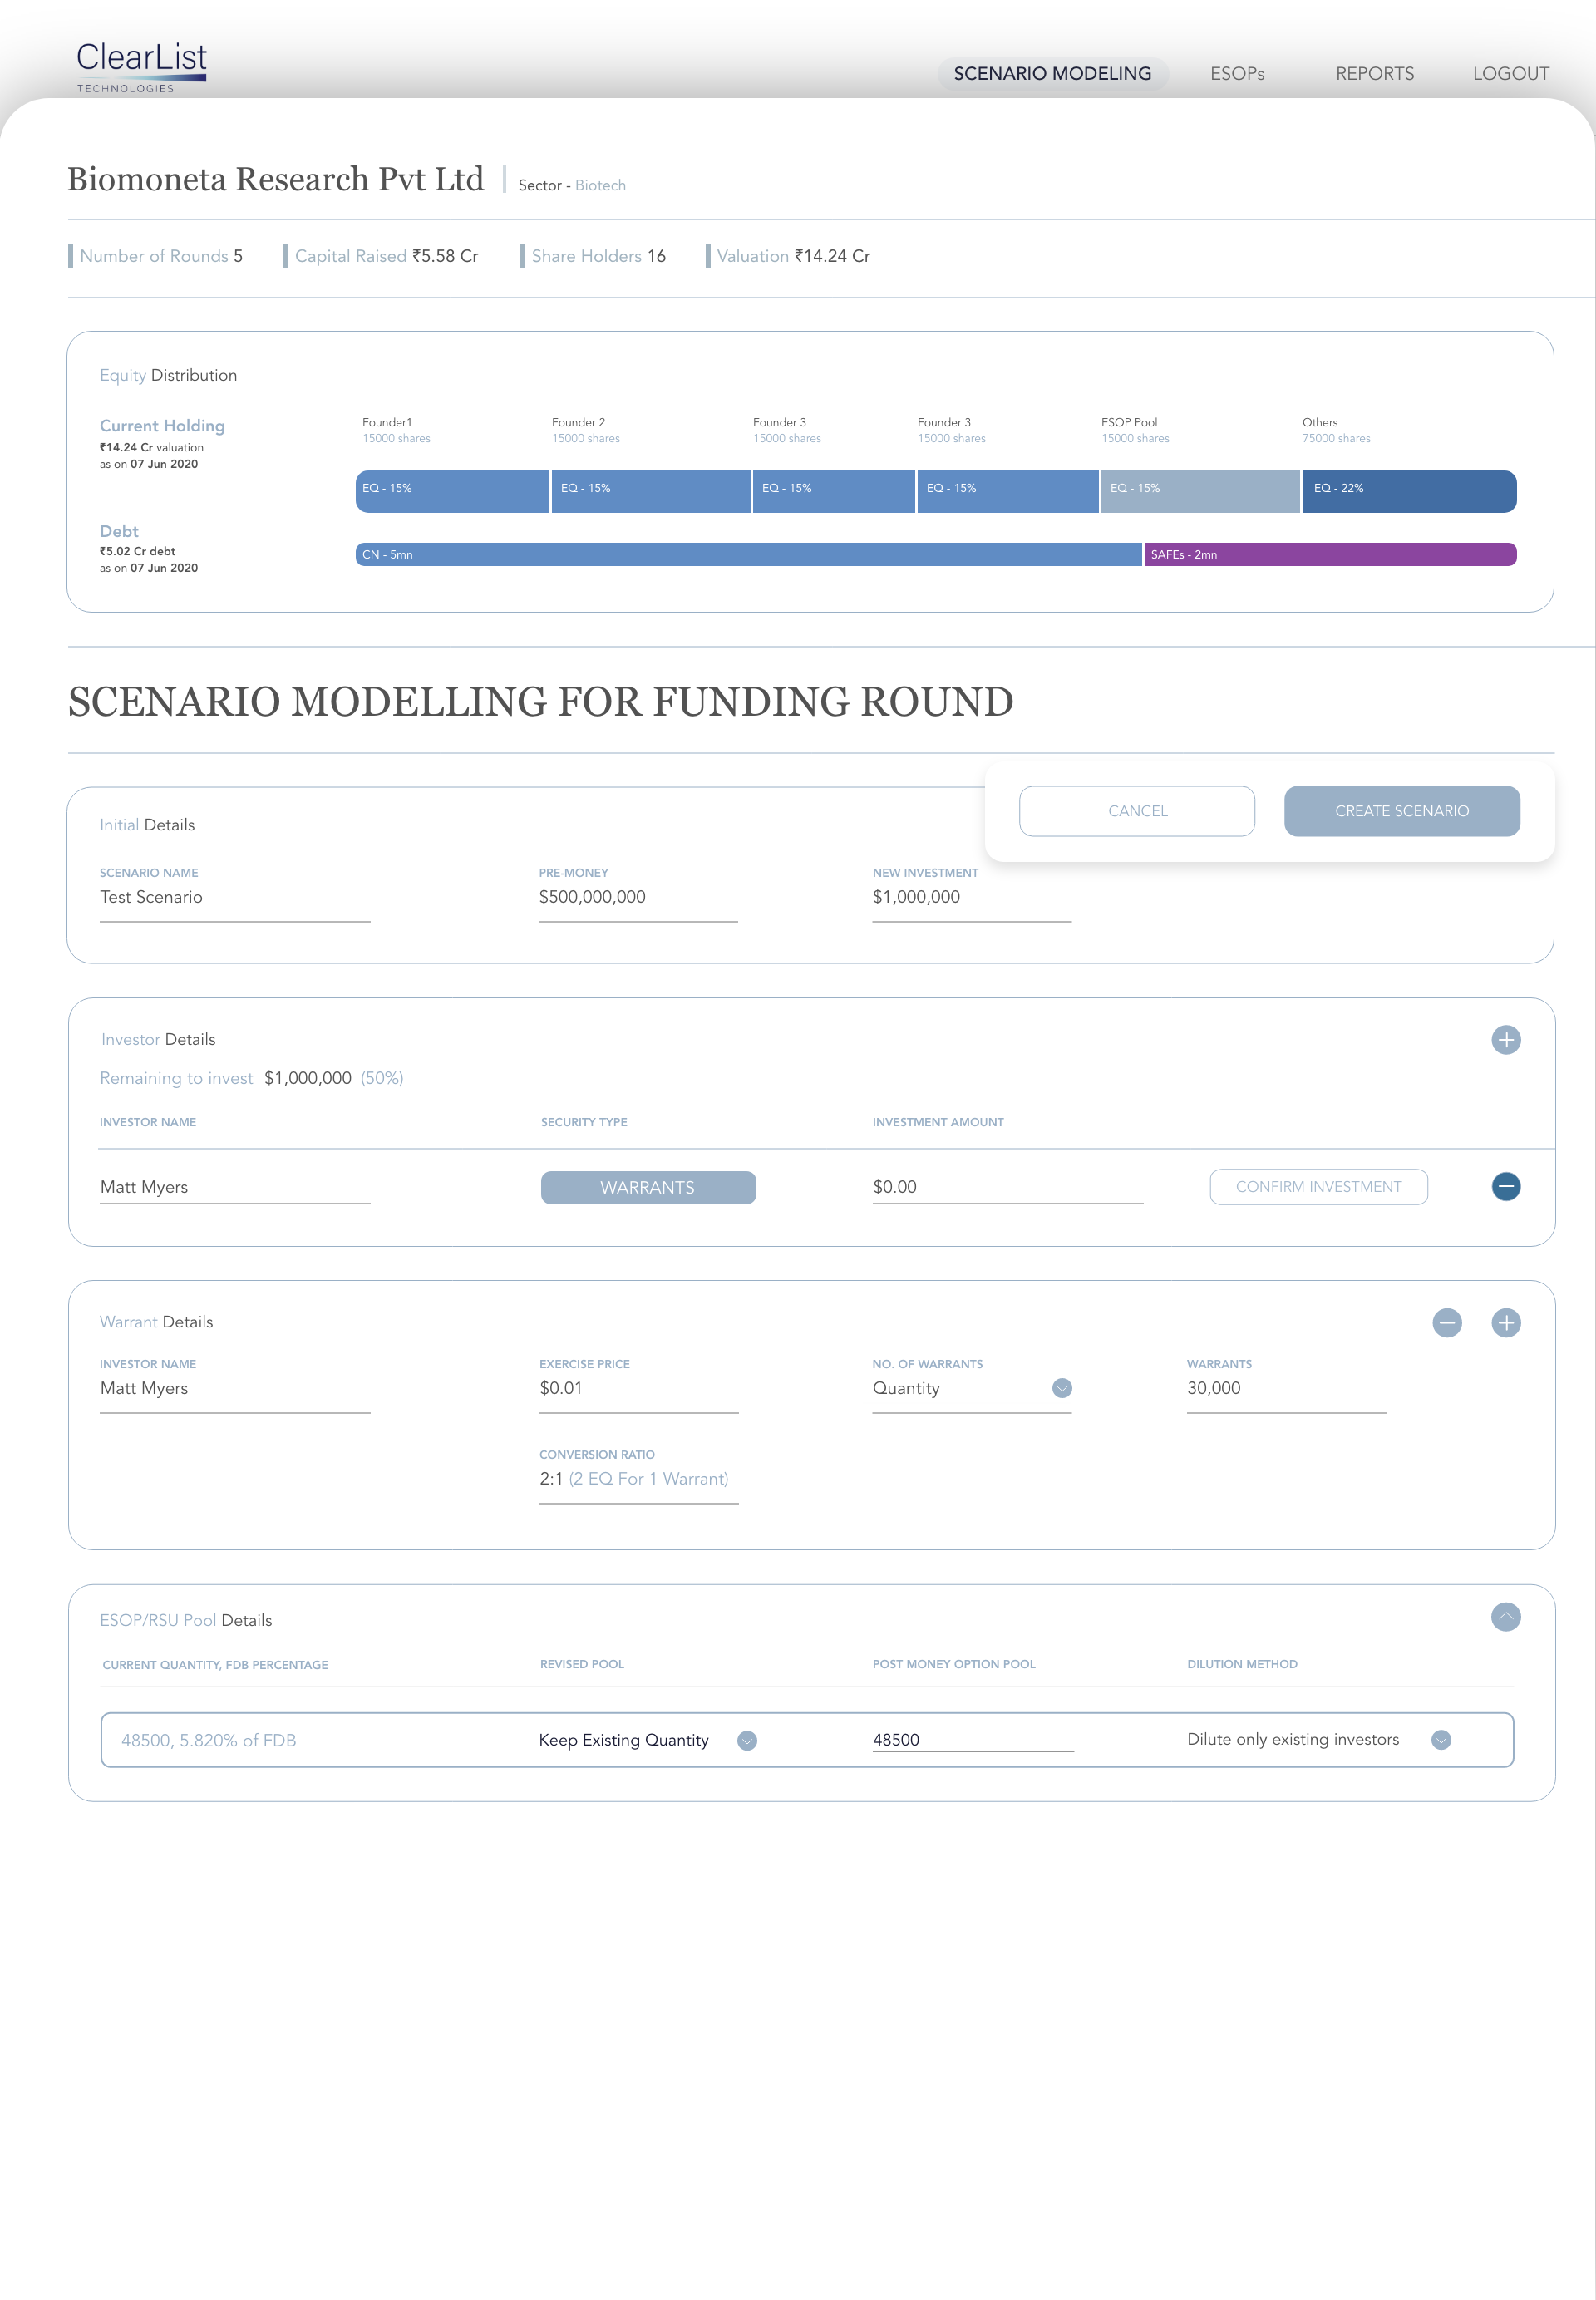 ClearList
TECHNOLOGIES
SCENARIO MODELING ESOPs REPORTS LOGOUT
Biomoneta Research Pvt Ltd Sector - Biotech
Number of Rounds 5 Capital Raised ₹5.58 Cr Share Holders 16 Valuation ₹14.24 Cr
Equity Distribution
Current Holding
₹14.24 Cr valuation
as on 07 Jun 2020
Founder1 Founder 2 Founder 3 Founder 3 ESOP Pool Others
15000 shares 15000 shares 15000 shares 15000 shares 15000 shares 75000 shares
EQ - 15% EQ - 15% EQ - 15% EQ - 15% EQ - 15% EQ - 22%
Debt
₹5.02 Cr debt
as on 07 Jun 2020
CN - 5mn SAFEs - 2mn
SCENARIO MODELLING FOR FUNDING ROUND
CANCEL CREATE SCENARIO
Initial Details
SCENARIO NAME PRE-MONEY NEW INVESTMENT
Test Scenario $500,000,000 $1,000,000
Investor Details
Remaining to invest $1,000,000 (50%)
INVESTOR NAME SECURITY TYPE INVESTMENT AMOUNT
Matt Myers WARRANTS $0.00 CONFIRM INVESTMENT
Warrant Details
INVESTOR NAME EXERCISE PRICE NO. OF WARRANTS WARRANTS
Matt Myers $0.01 Quantity 30,000
CONVERSION RATIO
2:1 (2 EQ For 1 Warrant)
ESOP/RSU Pool Details
CURRENT QUANTITY, FDB PERCENTAGE REVISED POOL POST MONEY OPTION POOL DILUTION METHOD
48500, 5.820% of FDB Keep Existing Quantity 48500 Dilute only existing investors